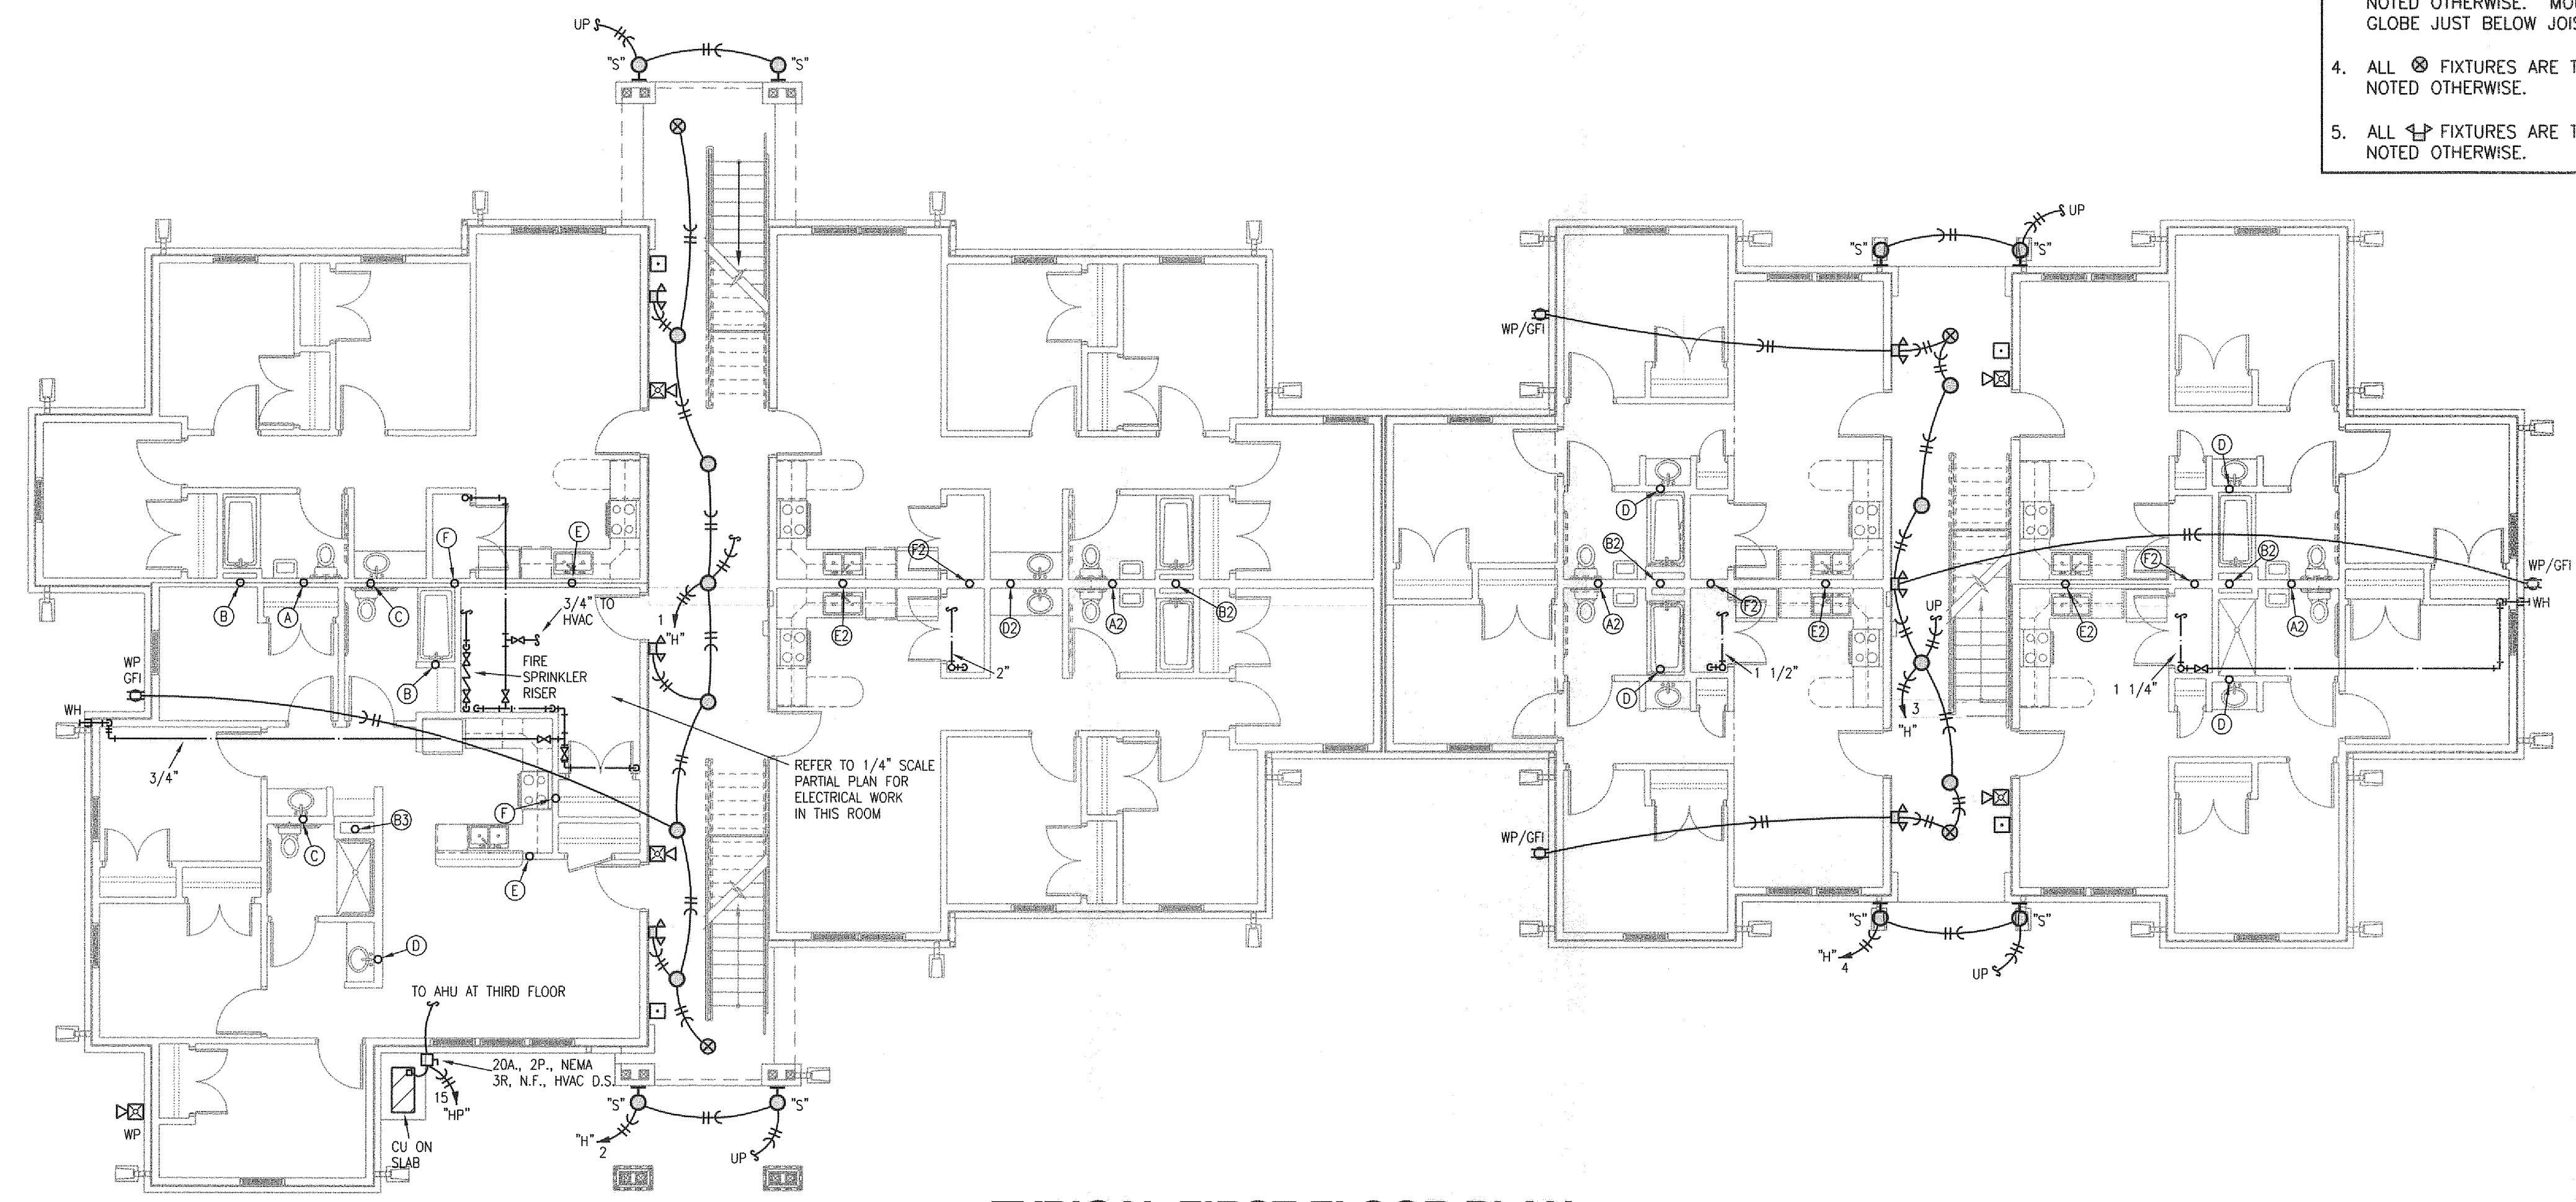 NOTED OTHERWISE.
GLOBE JUST BELOW
4. ALL FIXTURES ARE
NOTED OTHERWISE.
5. ALL FIXTURES ARE
NOTED OTHERWISE.
UP
"S"
"S"
UP
"S"
"S"
WP/GFI
D
D
F
E
F2
B2
F2
B2
WP/GFI
WH
B
A
C
3/4" TO
HVAC
1
"H"
E2
D2
A2
B2
A2
F2
E2
UP
E2
A2
WP
GFI
B
FIRE
SPRINKLER
RISER
2"
D
1 1/2"
3
"H"
1 1/4"
D
WH
3/4"
REFER TO 1/4" SCALE
PARTIAL PLAN FOR
ELECTRICAL WORK
IN THIS ROOM
F
B3
C
E
WP/GFI
D
"S"
"S"
"H"
4
UP
TO AHU AT THIRD FLOOR
20A., 2P., NEMA
3R, N.F., HVAC D.S.
15
"HP"
WP
CU ON
SLAB
"S"
"S"
"H"
2
UP
TYPICAL FIRST FLOOR PLAN